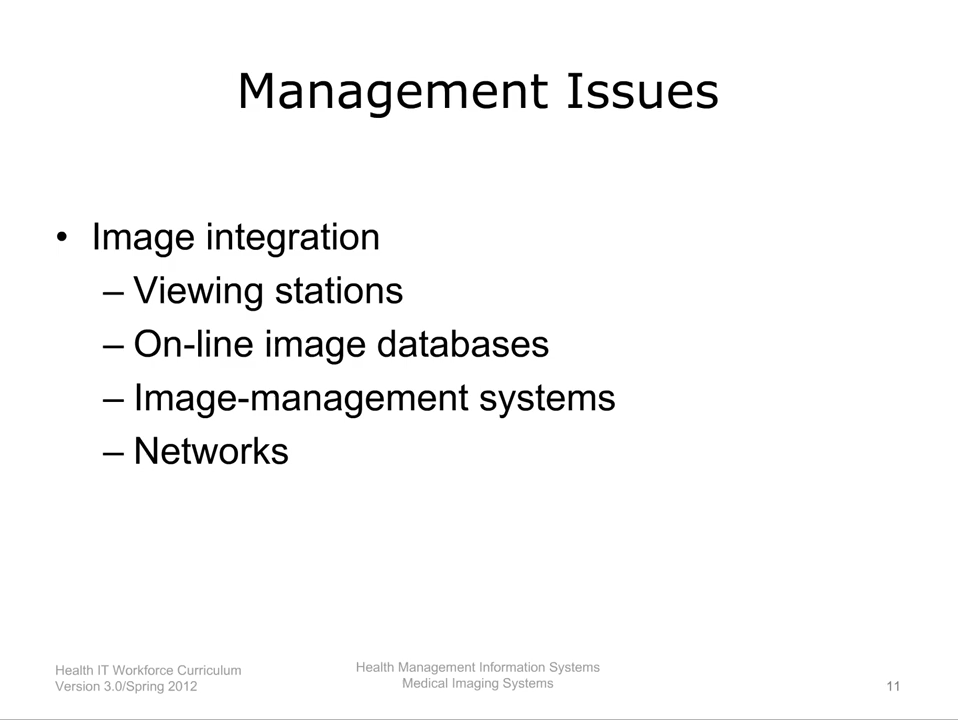 Management Issues
• Image integration
– Viewing stations
– On-line image databases
– Image-management systems
– Networks
Health IT Workforce Curriculum
Version 3.0/Spring 2012
Health Management Information Systems
Medical Imaging Systems
11